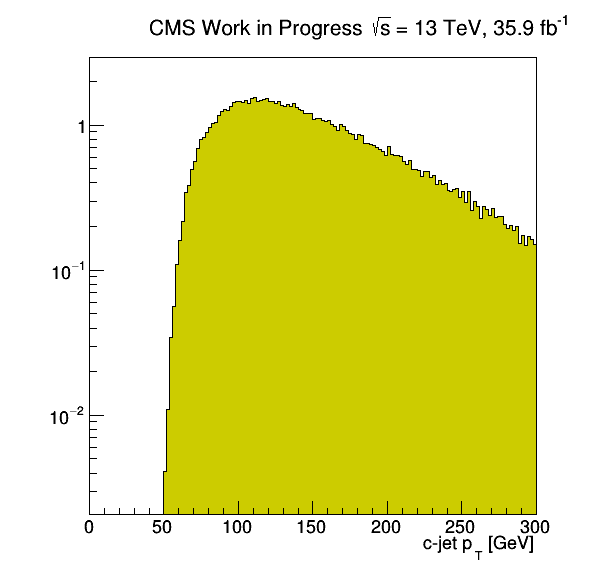 CMS Work in Progress √s = 13 TeV, 35.9 fb⁻¹
1
10⁻¹
10⁻²
0 50 100 150 200 250 300
c-jet p_T [GeV]